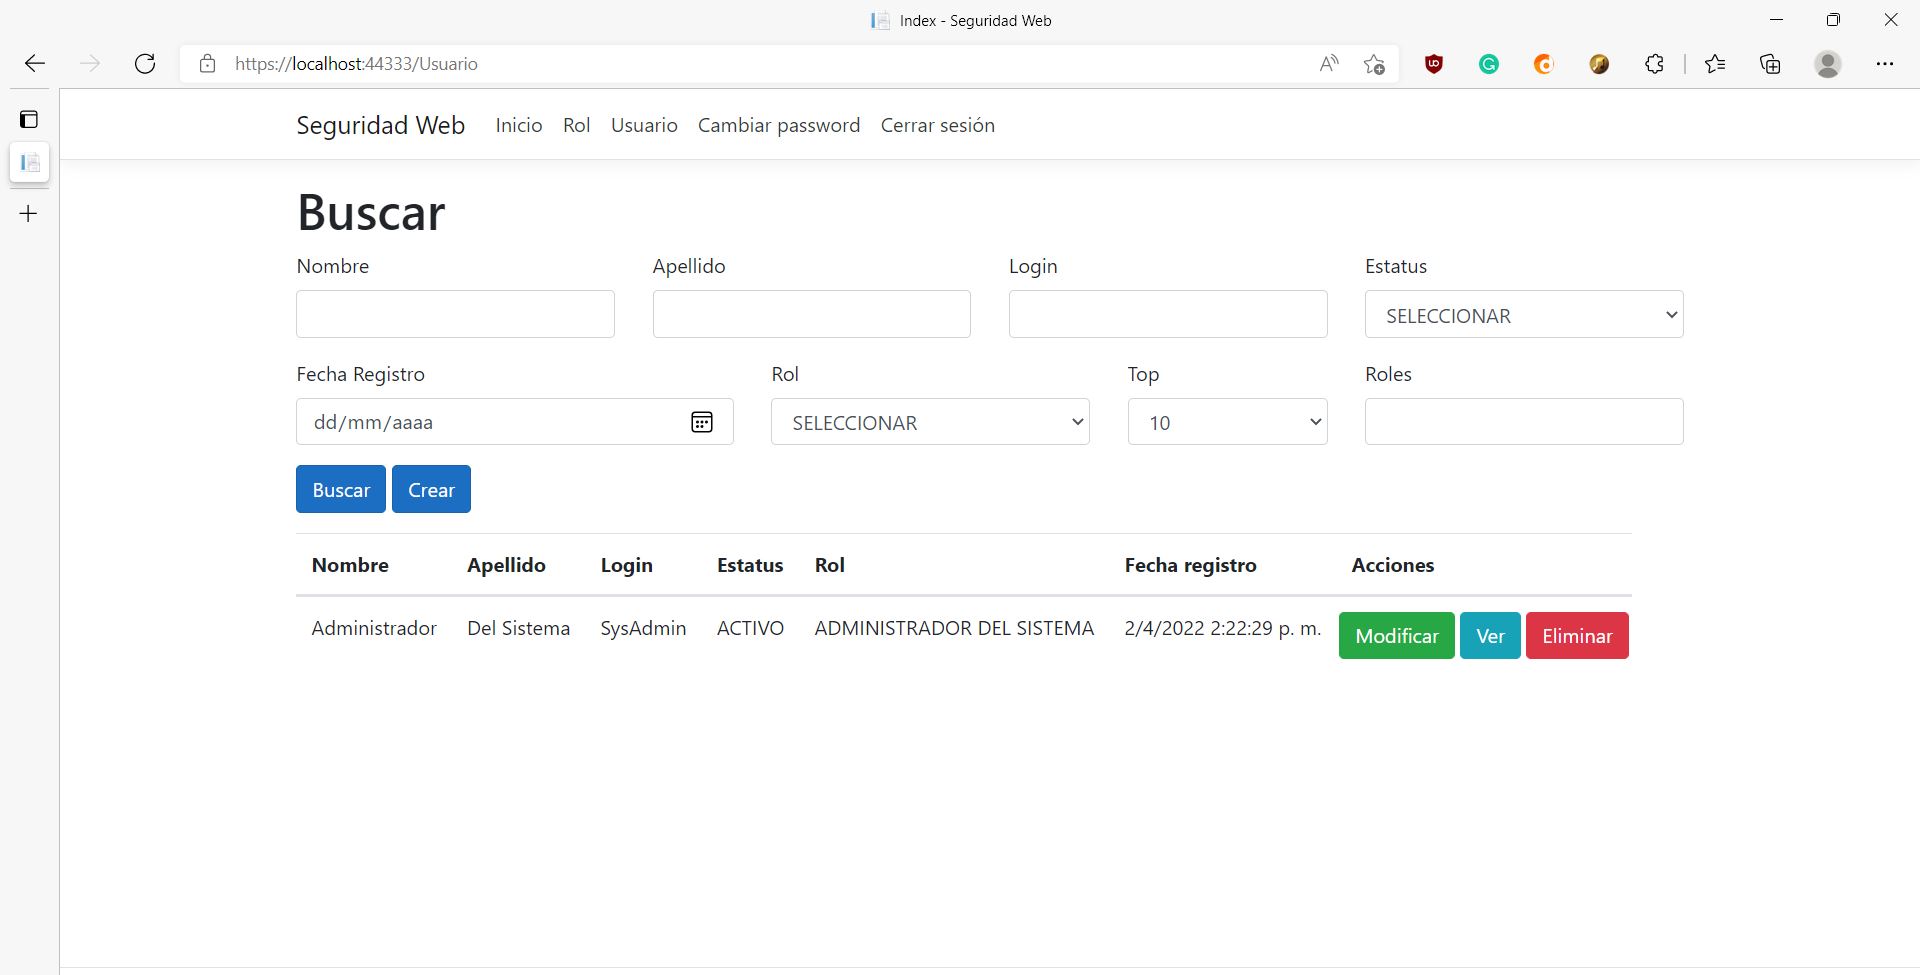 Index - Seguridad Web
https://localhost:44333/Usuario
Seguridad Web Inicio Rol Usuario Cambiar password Cerrar sesión
Buscar
Nombre Apellido Login Estatus
SELECCIONAR
Fecha Registro Rol Top Roles
dd/mm/aaaa SELECCIONAR 10
Buscar Crear
Nombre Apellido Login Estatus Rol Fecha registro Acciones
Administrador Del Sistema SysAdmin ACTIVO ADMINISTRADOR DEL SISTEMA 2/4/2022 2:22:29 p. m. Modificar Ver Eliminar